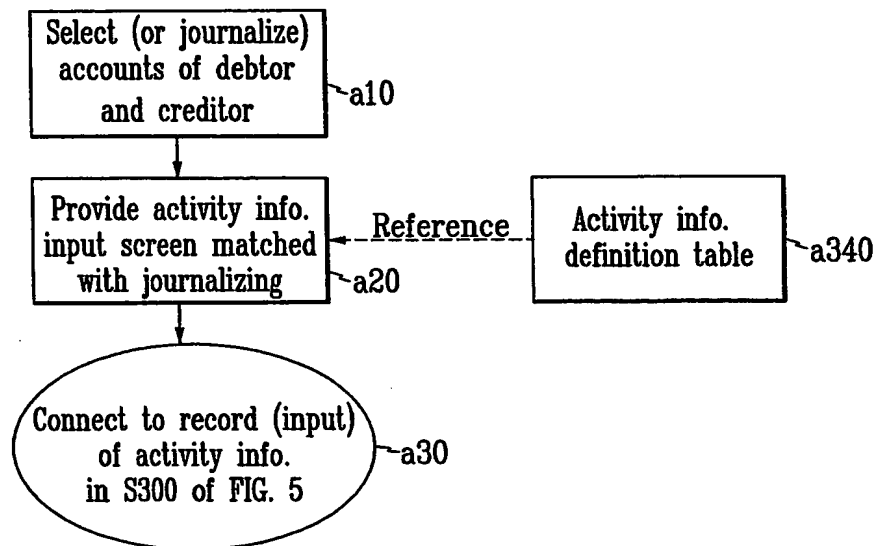 Select (or journalize)
accounts of debtor
and creditor
a10
Provide activity info.
input screen matched
with journalizing
a20
Reference
Activity info.
definition table
a340
Connect to record (input)
of activity info.
in S300 of FIG. 5
a30